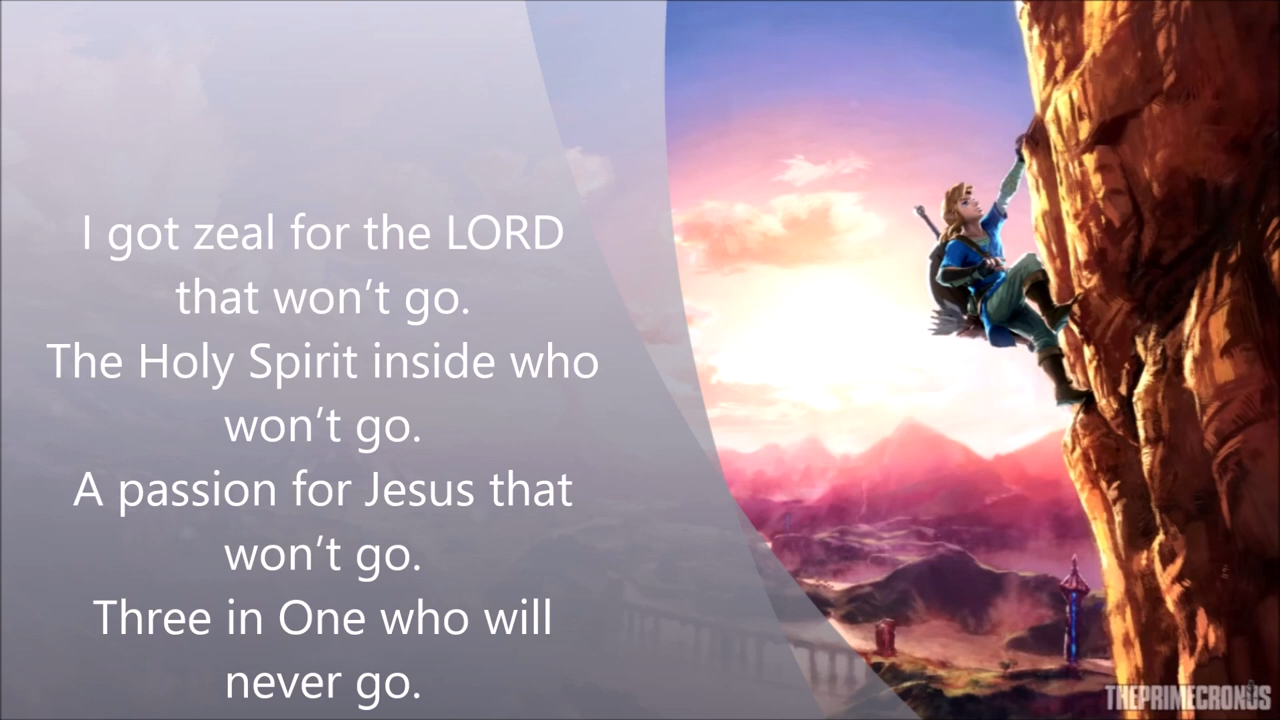 I got zeal for the LORD
that won’t go.
The Holy Spirit inside who
won’t go.
A passion for Jesus that
won’t go.
Three in One who will
never go.
THEPRIMECRONUS